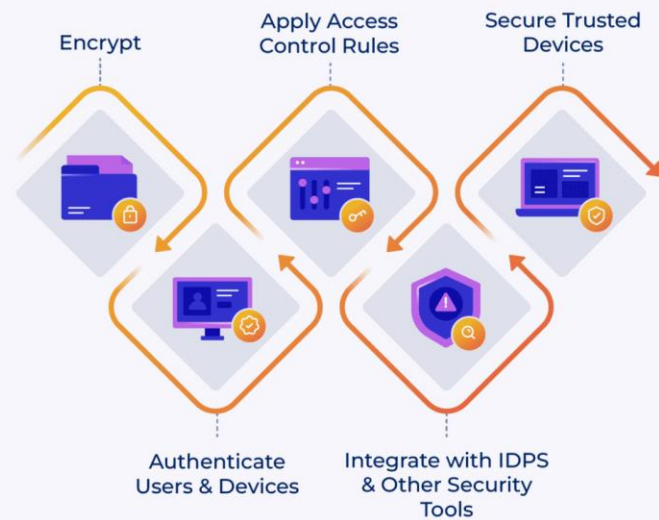 Encrypt
Authenticate
Users & Devices
Apply Access
Control Rules
Integrate with IDPS
& Other Security
Tools
Secure Trusted
Devices